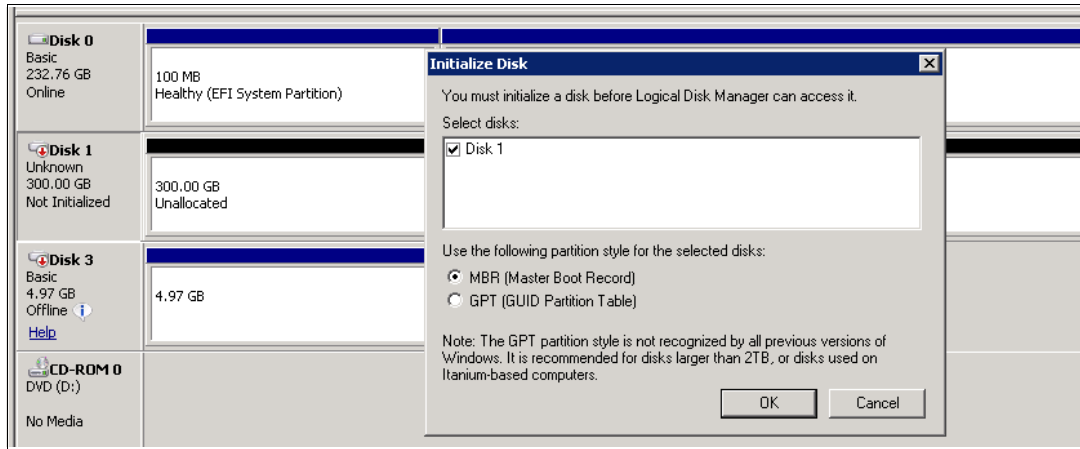 Disk 0
Basic
232.76 GB
Online
100 MB
Healthy (EFI System Partition)
Disk 1
Unknown
300.00 GB
Not Initialized
300.00 GB
Unallocated
Disk 3
Basic
4.97 GB
Offline
Help
4.97 GB
CD-ROM 0
DVD (D:)
No Media
Initialize Disk
You must initialize a disk before Logical Disk Manager can access it.
Select disks:
Disk 1
Use the following partition style for the selected disks:
MBR (Master Boot Record)
GPT (GUID Partition Table)
Note: The GPT partition style is not recognized by all previous versions of
Windows. It is recommended for disks larger than 2TB, or disks used on
Itanium-based computers.
OK
Cancel